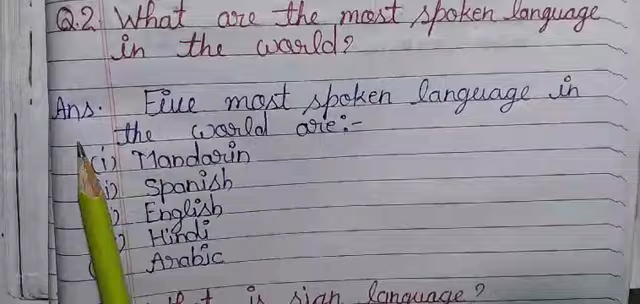 Q.2 What are the most spoken language
in the world?
Ans. Five most spoken language in
the world are:-
(i) Mandarin
i) Spanish
) English
) Hindi
( Arabic
is sign language?